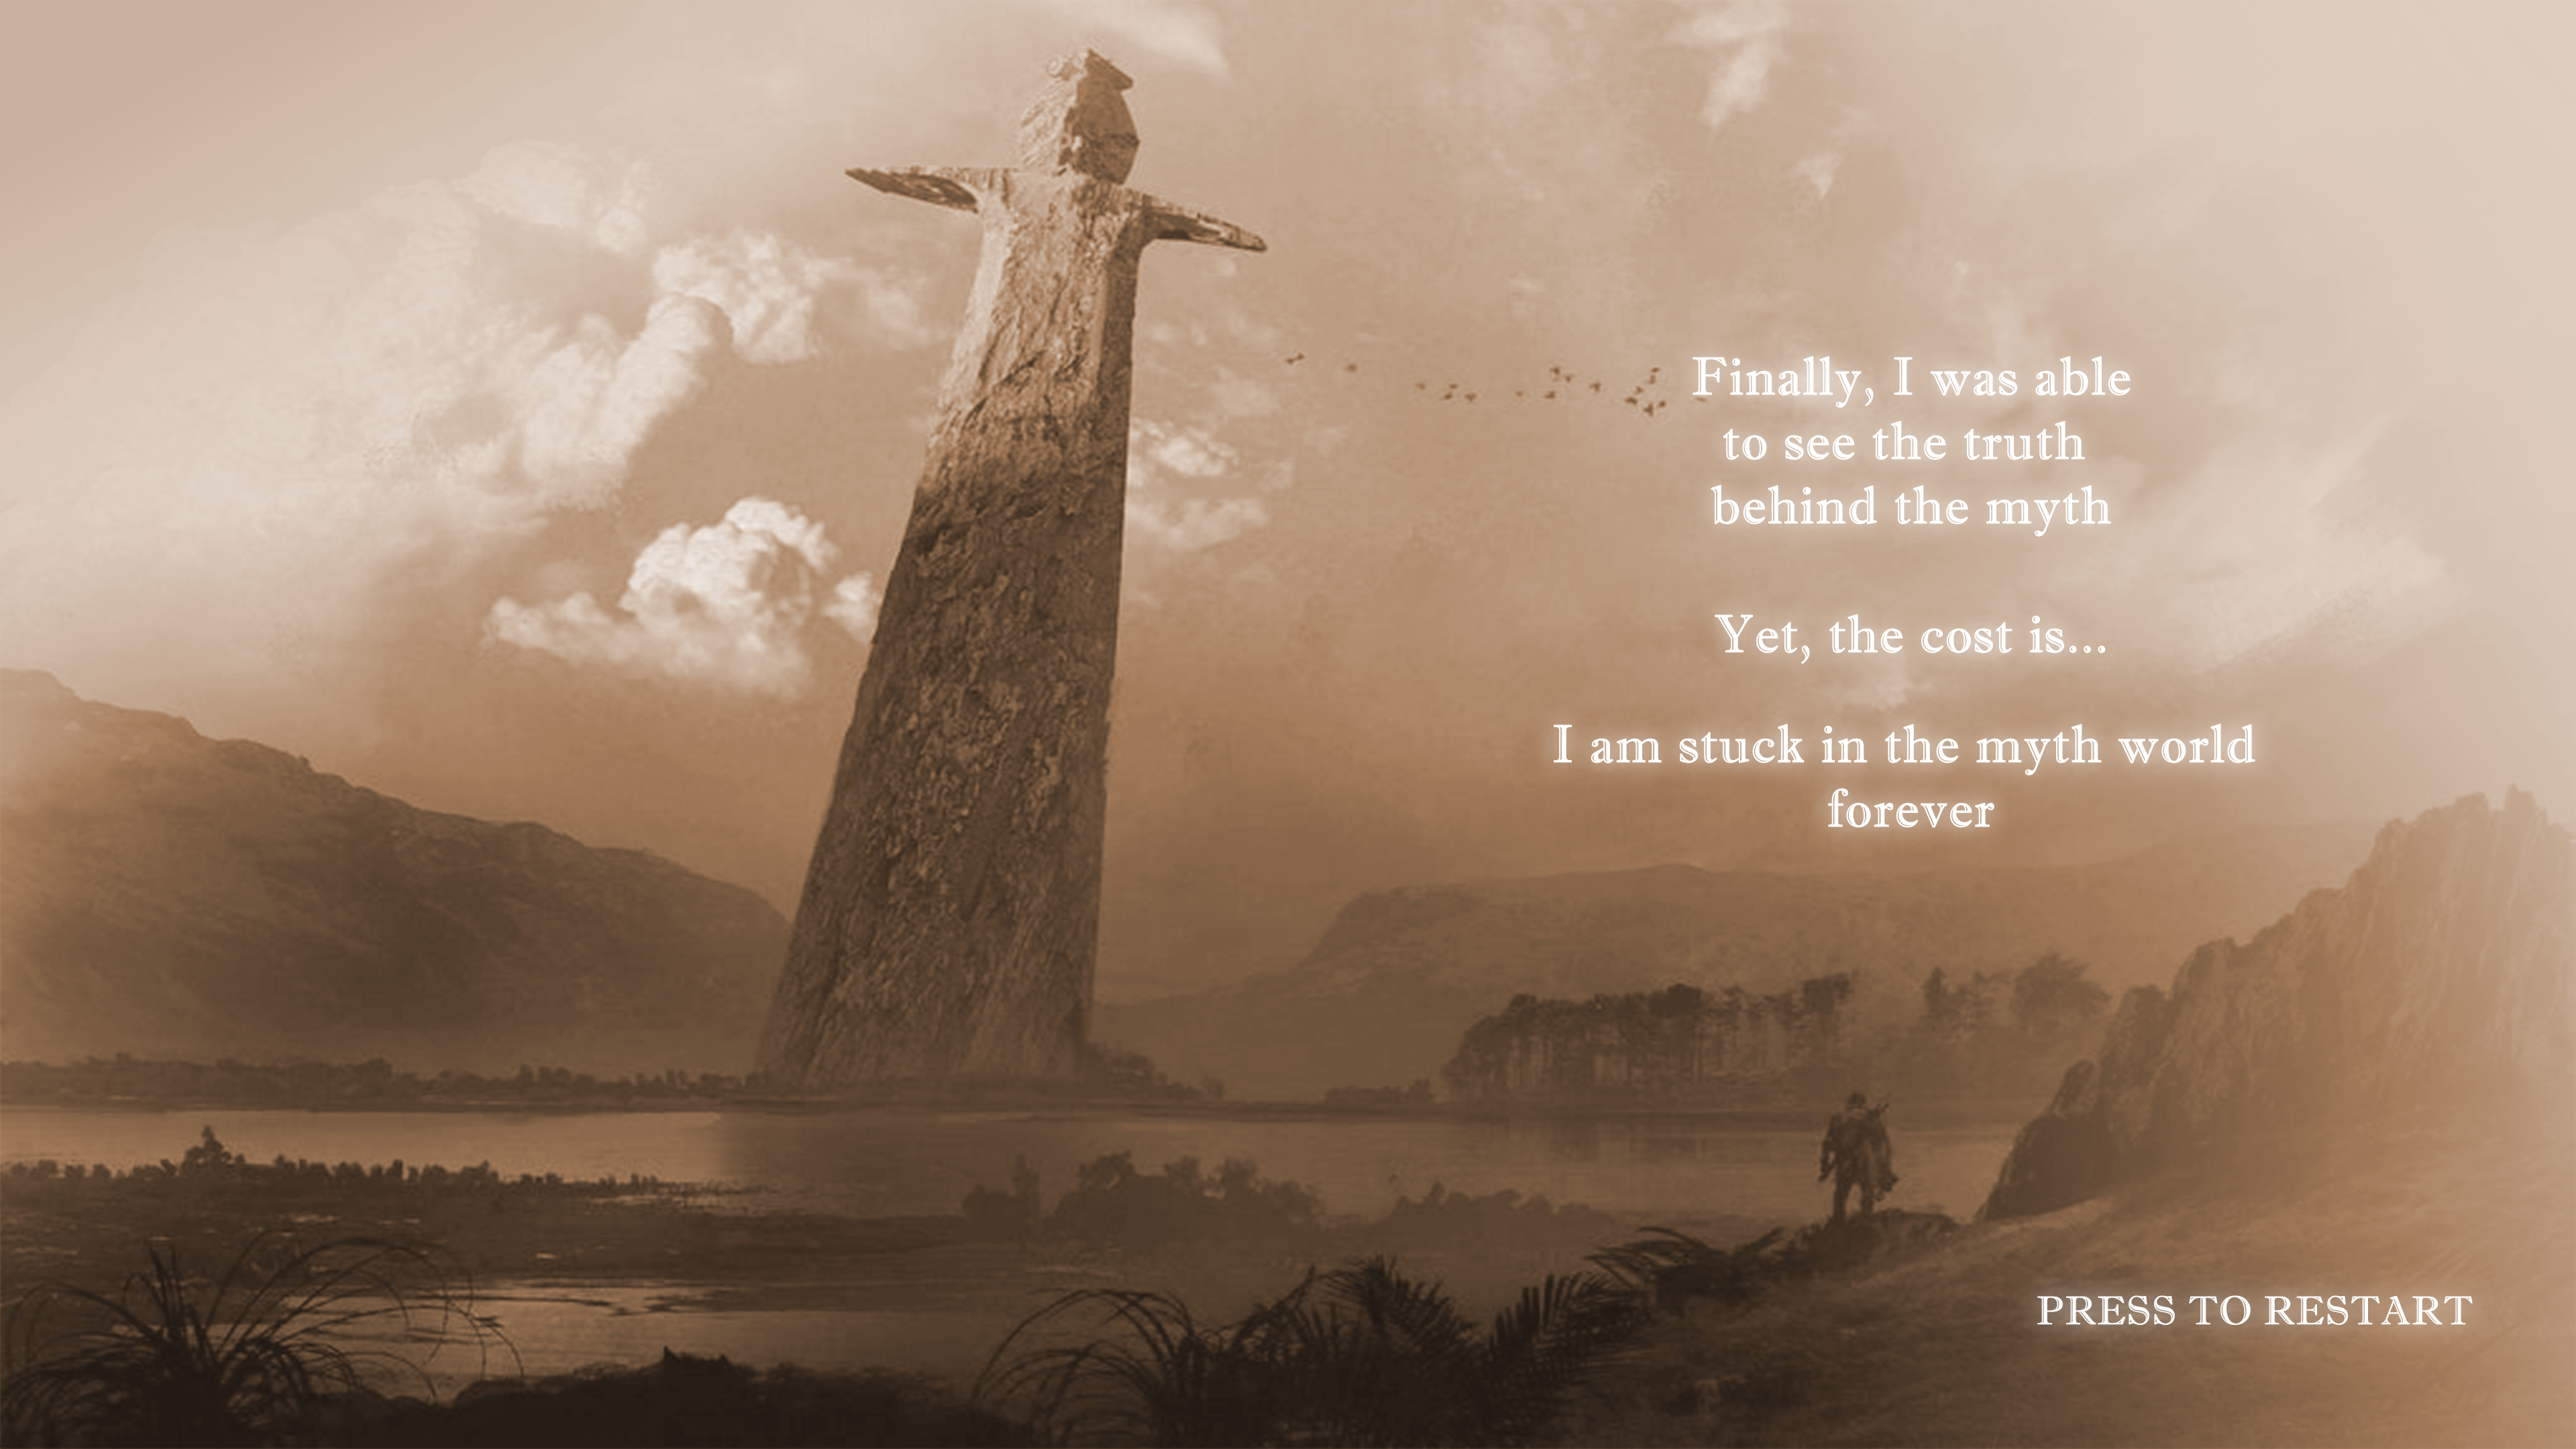 Finally, I was able
to see the truth
behind the myth
Yet, the cost is...
I am stuck in the myth world
forever
PRESS TO RESTART